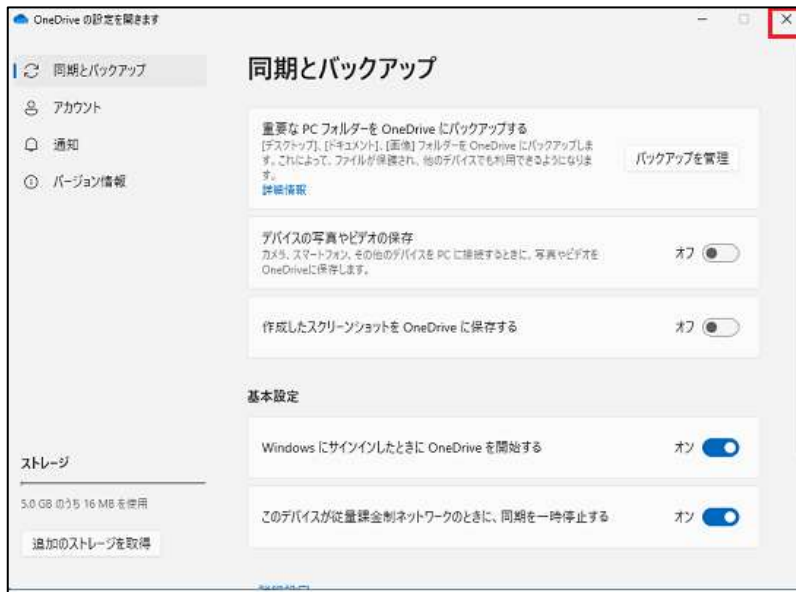 OneDrive の設定を開きます
同期とバックアップ
アカウント
通知
バージョン情報
ストレージ
5.0 GB のうち 16 MB を使用
追加のストレージを取得
同期とバックアップ
重要な PC フォルダーを OneDrive にバックアップする
[デスクトップ]、[ドキュメント]、[画像] フォルダーを OneDrive にバックアップしま
す。これによって、ファイルが保護され、他のデバイスでも利用できるようになりま
す。
詳細情報
バックアップを管理
デバイスの写真やビデオの保存
カメラ、スマートフォン、その他のデバイスを PC に接続するときに、写真やビデオを
OneDriveに保存します。
オフ
作成したスクリーンショットを OneDrive に保存する
オフ
基本設定
Windows にサインインしたときに OneDrive を開始する
オン
このデバイスが従量課金制ネットワークのときに、同期を一時停止する
オン